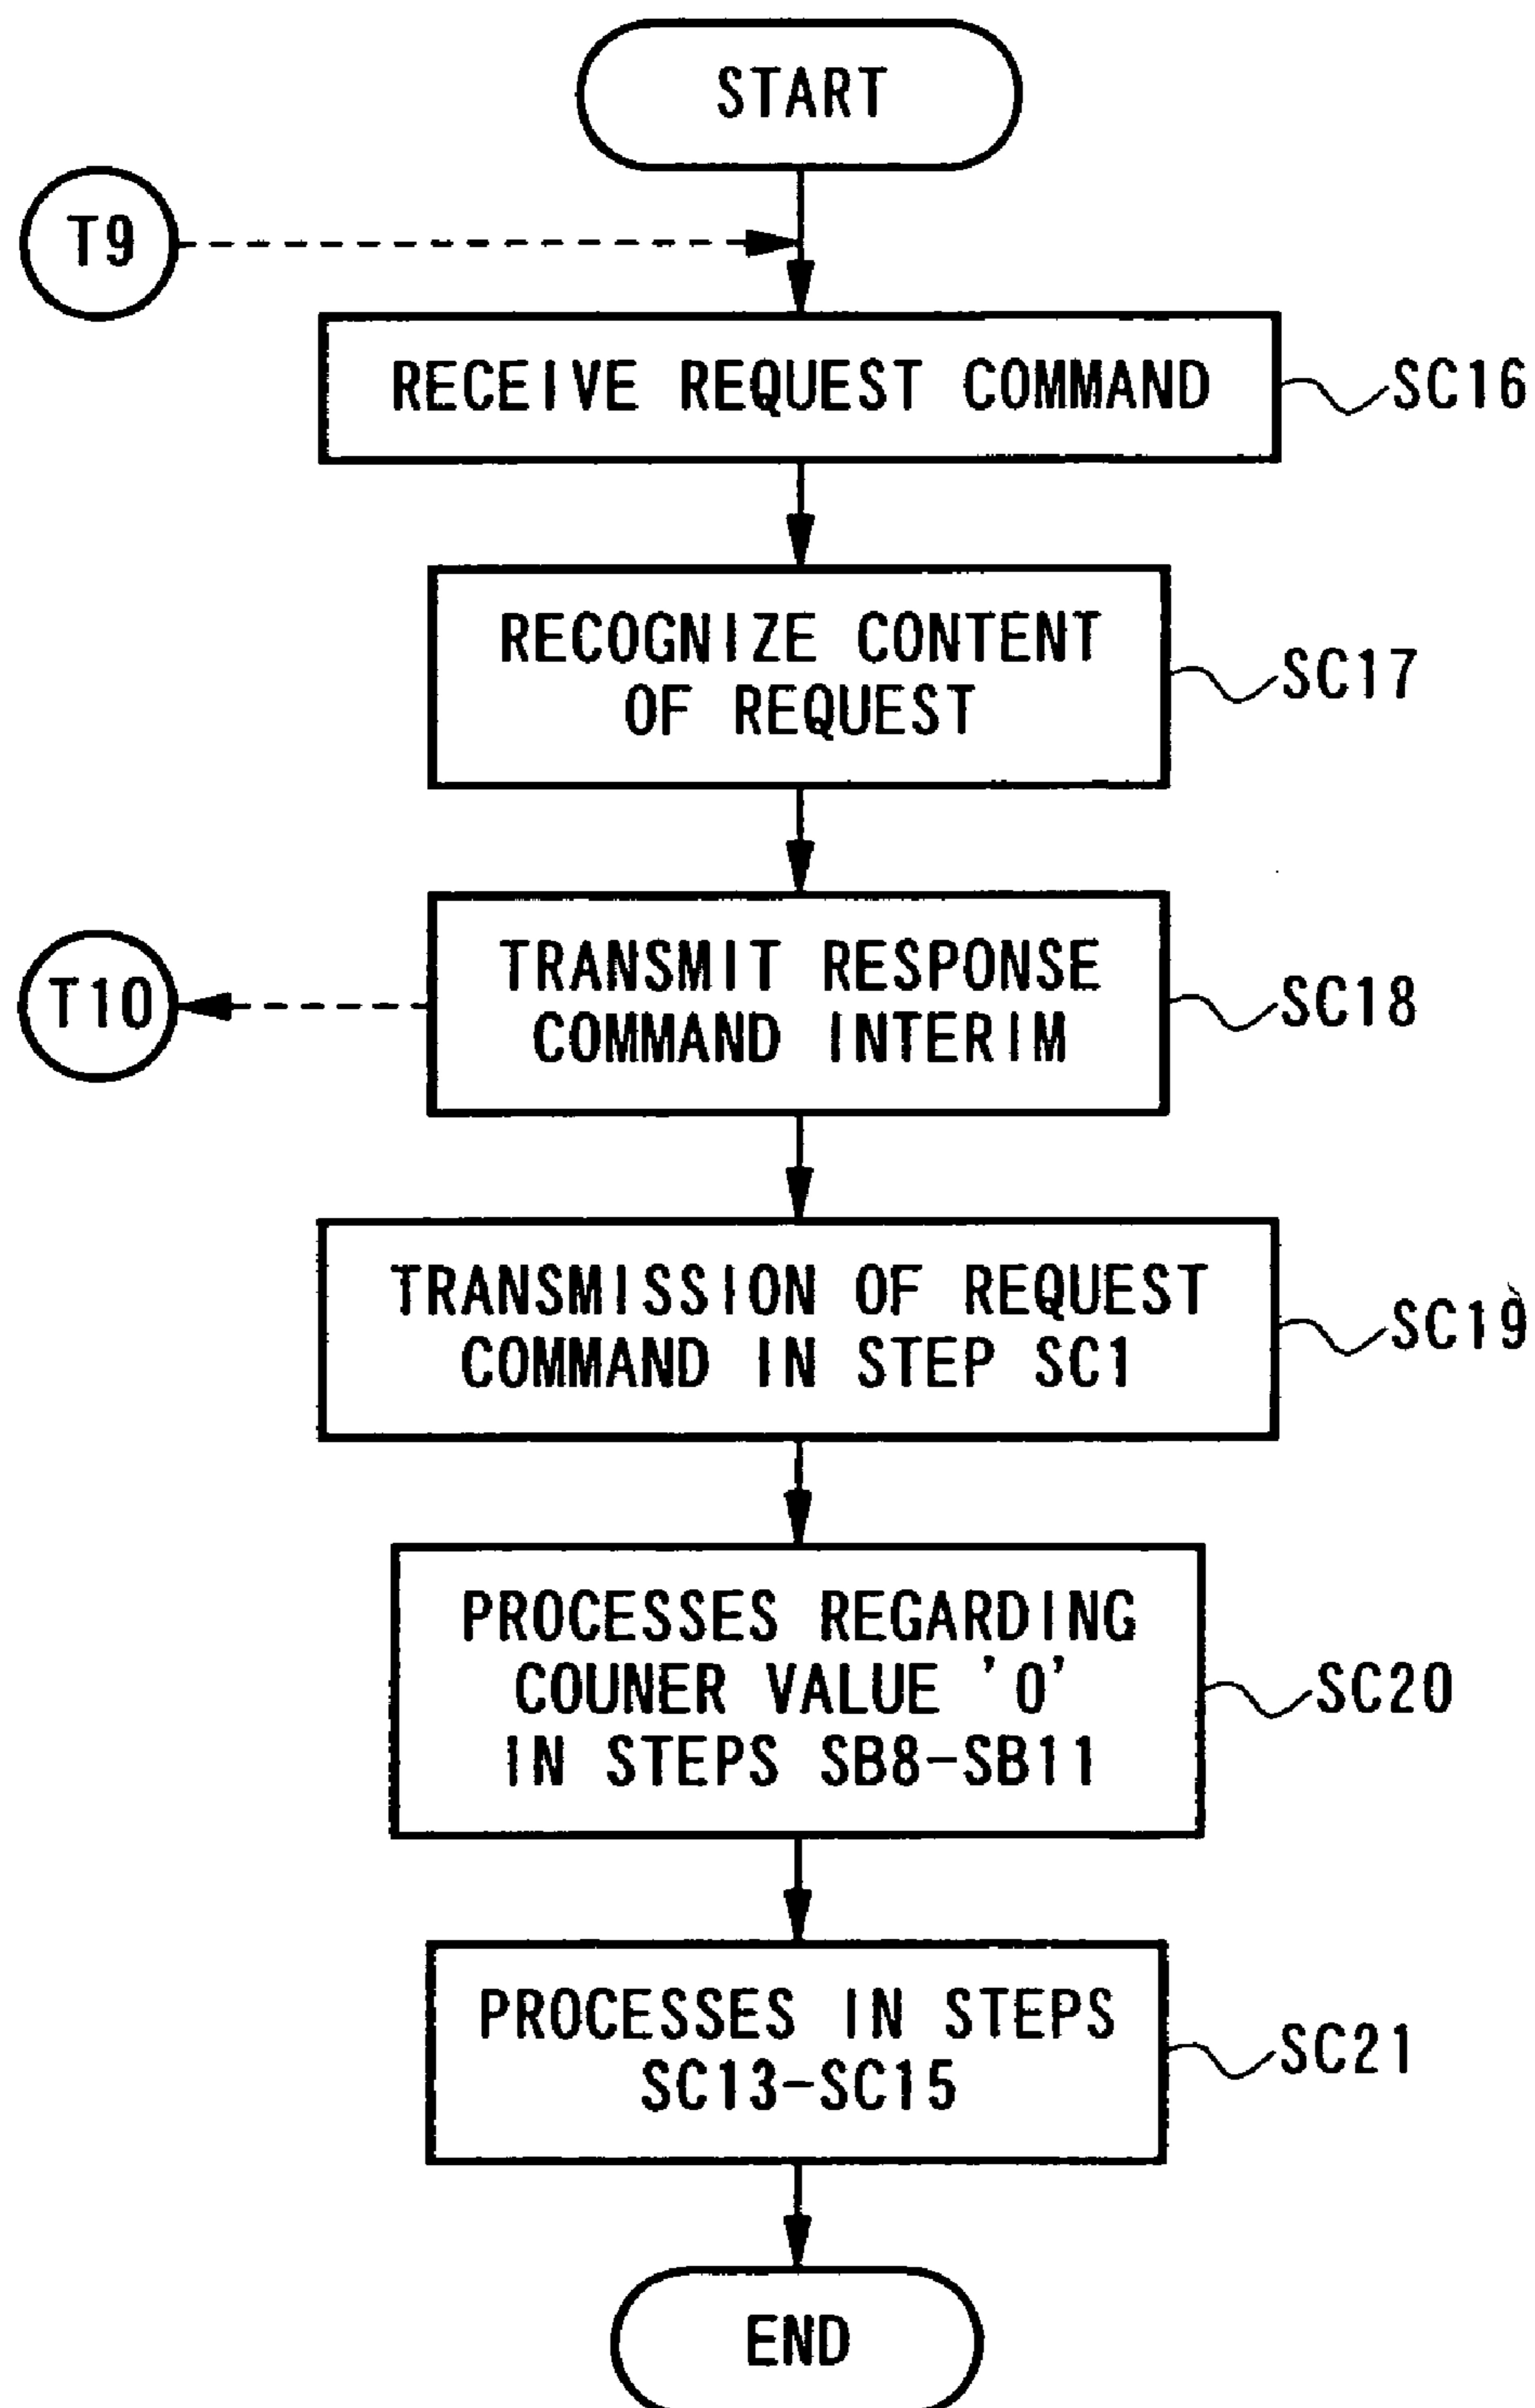 START
T9
RECEIVE REQUEST COMMAND
SC16
RECOGNIZE CONTENT
OF REQUEST
SC17
TRANSMIT RESPONSE
COMMAND INTERIM
SC18
T10
TRANSMISSION OF REQUEST
COMMAND IN STEP SC1
SC19
PROCESSES REGARDING
COUNER VALUE '0'
IN STEPS SB8-SB11
SC20
PROCESSES IN STEPS
SC13-SC15
SC21
END